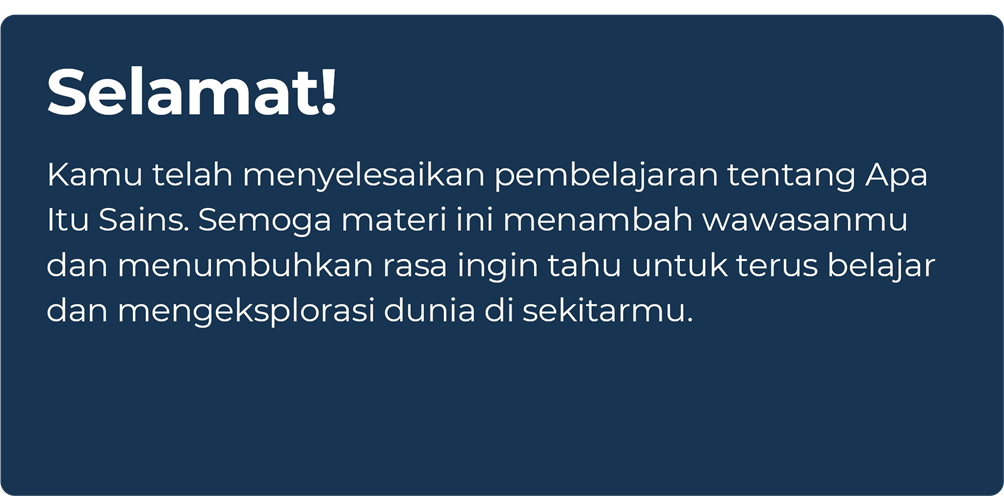 Selamat!
Kamu telah menyelesaikan pembelajaran tentang Apa
Itu Sains. Semoga materi ini menambah wawasanmu
dan menumbuhkan rasa ingin tahu untuk terus belajar
dan mengeksplorasi dunia di sekitarmu.